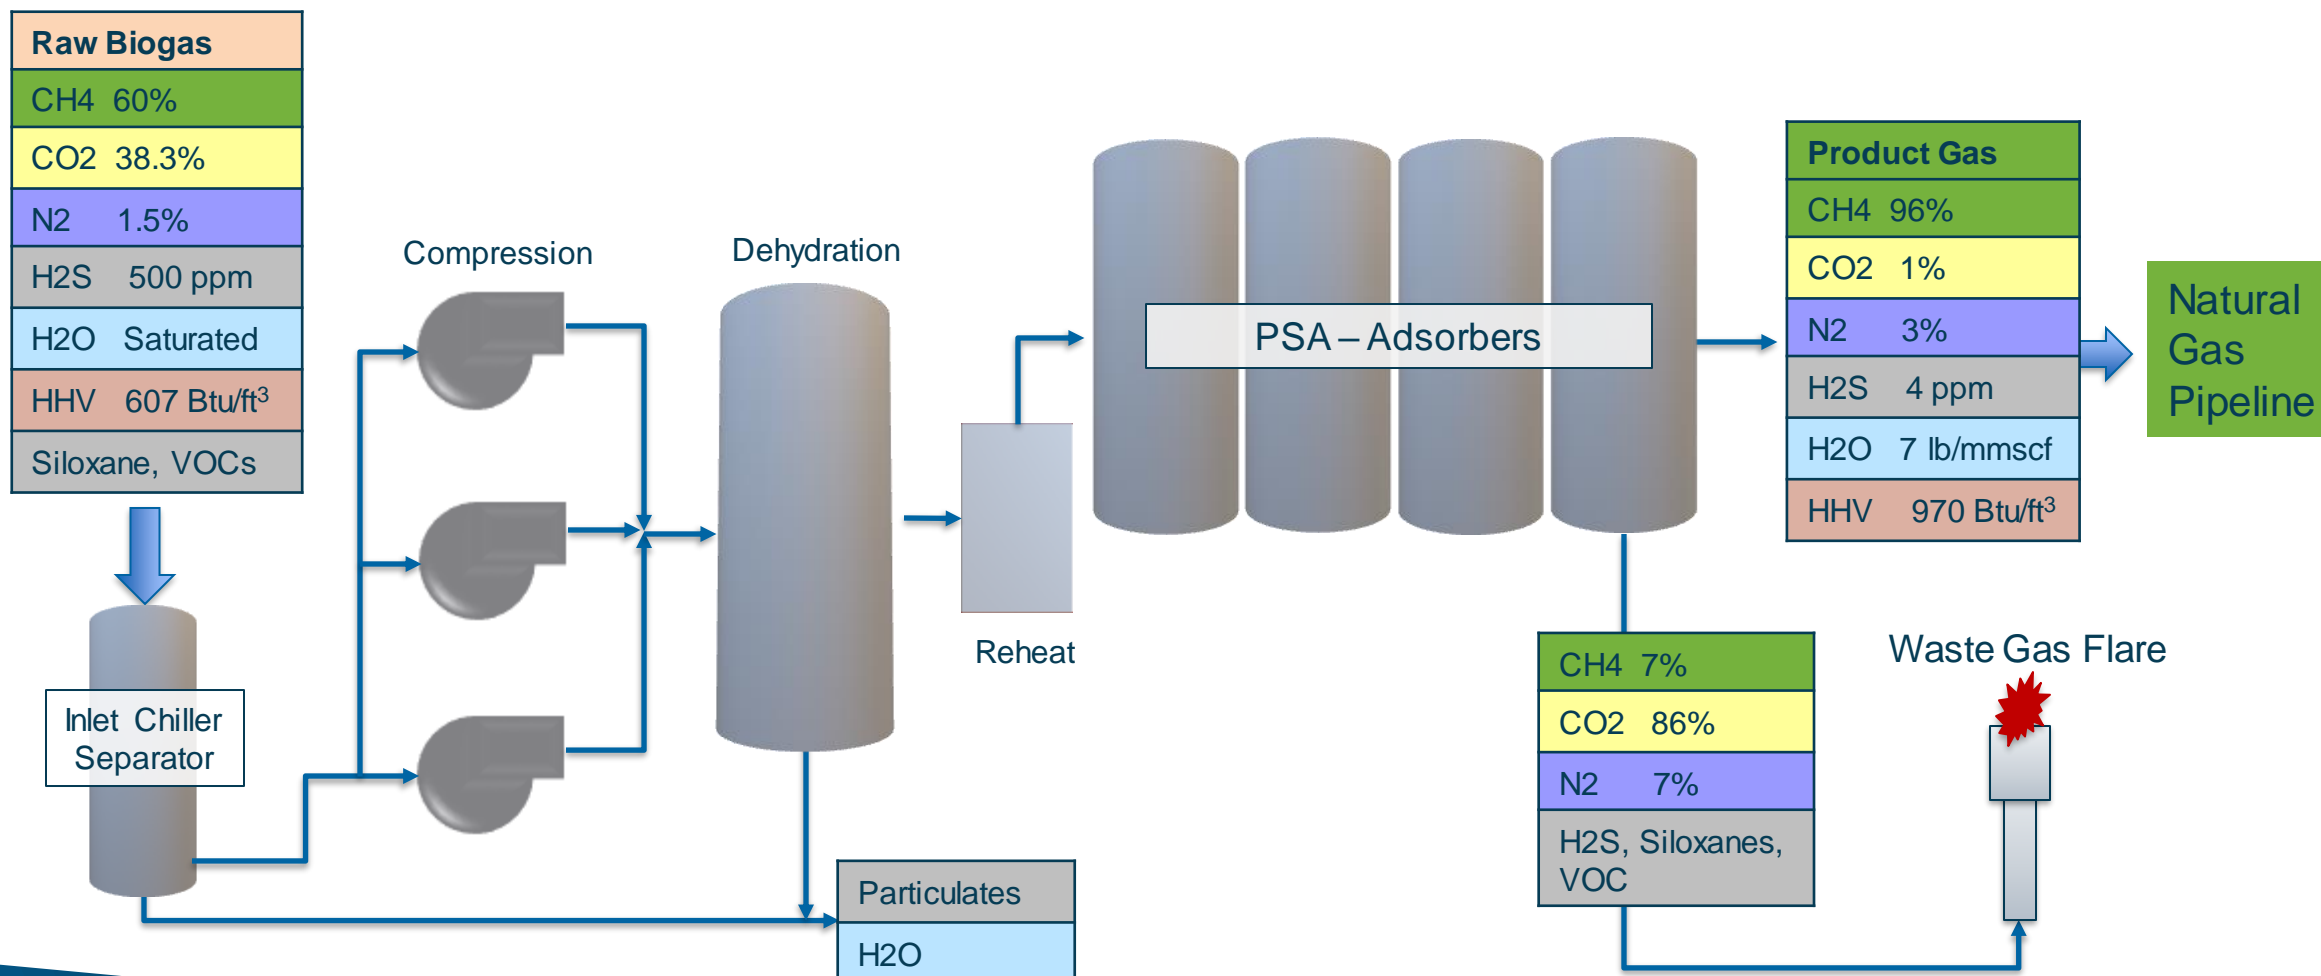 Raw Biogas
CH4 60%
CO2 38.3%
N2 1.5%
H2S 500 ppm
H2O Saturated
HHV 607 Btu/ft³
Siloxane, VOCs
Inlet Chiller
Separator
Compression
Dehydration
Reheat
Particulates
H2O
PSA – Adsorbers
Product Gas
CH4 96%
CO2 1%
N2 3%
H2S 4 ppm
H2O 7 lb/mmscf
HHV 970 Btu/ft³
Natural
Gas
Pipeline
CH4 7%
CO2 86%
N2 7%
H2S, Siloxanes,
VOC
Waste Gas Flare